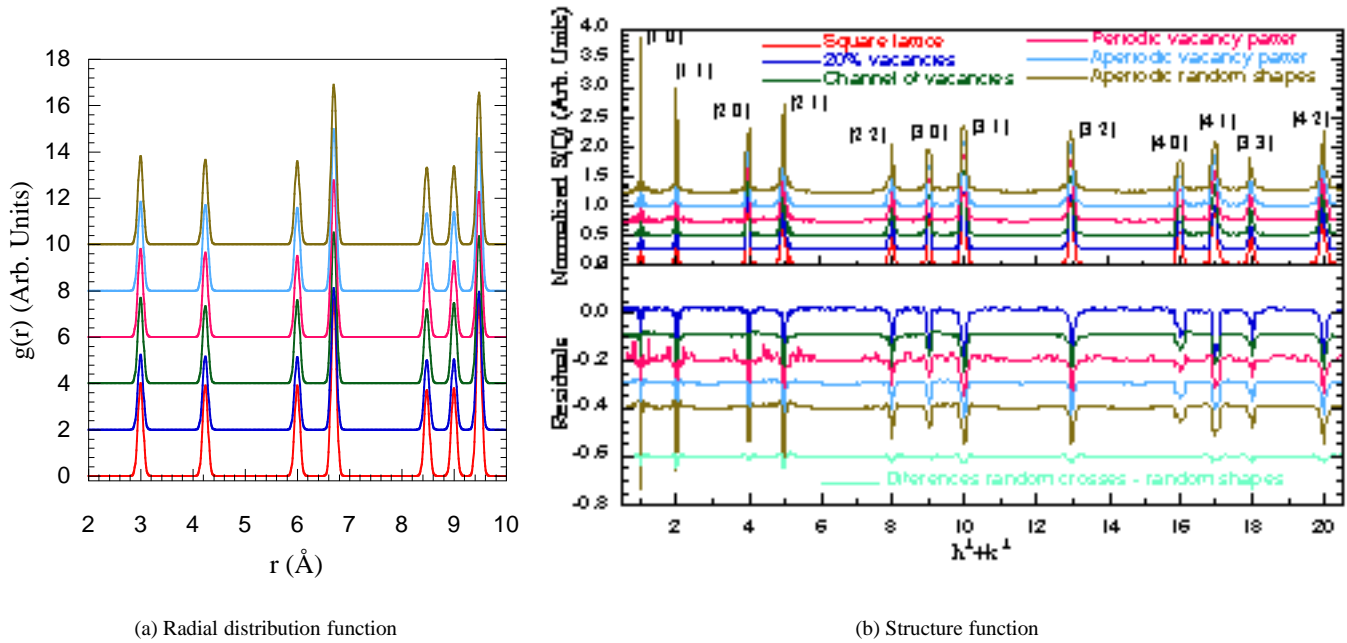 18
16
14
12
10
8
6
4
2
0
g(r) (Arb. Units)
2 3 4 5 6 7 8 9 10
r (Å)
(a) Radial distribution function
Normalized S(Q) (Arb. Units)
4.0
3.5
3.0
2.5
2.0
1.5
1.0
0.5
Square lattice
20% vacancies
Channel of vacancies
Periodic vacancy patter
Aperiodic vacancy patter
Aperiodic random shapes
[1 0]
[1 1]
[2 0]
[2 1]
[2 2]
[3 0]
[3 1]
[3 2]
[4 0]
[4 1]
[3 3]
[4 2]
Residuals
0.0
-0.2
-0.4
-0.6
-0.8
Diferences random crosses - random shapes
2 4 6 8 10 12 14 16 18 20
(b) Structure function